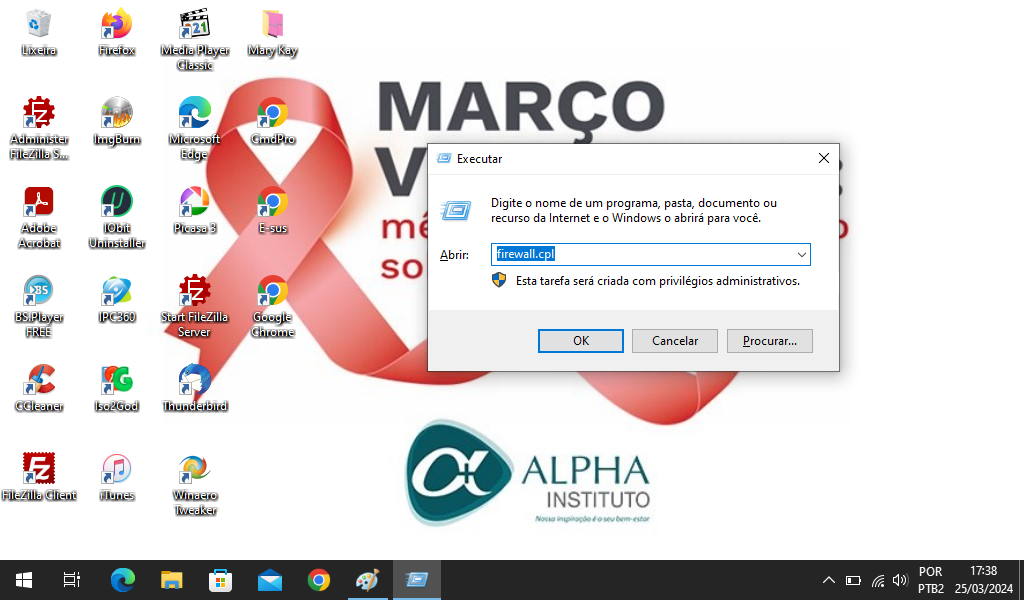 Lixeira
Firefox
Media Player
Classic
Mary Kay
Administer
FileZilla S...
ImgBurn
Microsoft
Edge
CmdPro
Adobe
Acrobat
IObit
Uninstaller
Picasa 3
E-sus
BS.Player
FREE
IPC360
Start FileZilla
Server
Google
Chrome
CCleaner
Iso2God
Thunderbird
FileZilla Client
iTunes
Winaero
Tweaker
MARÇO
V
mê
so
Executar
Digite o nome de um programa, pasta, documento ou
recurso da Internet e o Windows o abrirá para você.
Abrir:
firewall.cpl
Esta tarefa será criada com privilégios administrativos.
OK
Cancelar
Procurar...
ALPHA
INSTITUTO
Nossa inspiração é o seu bem-estar
POR
PTB2
17:38
25/03/2024